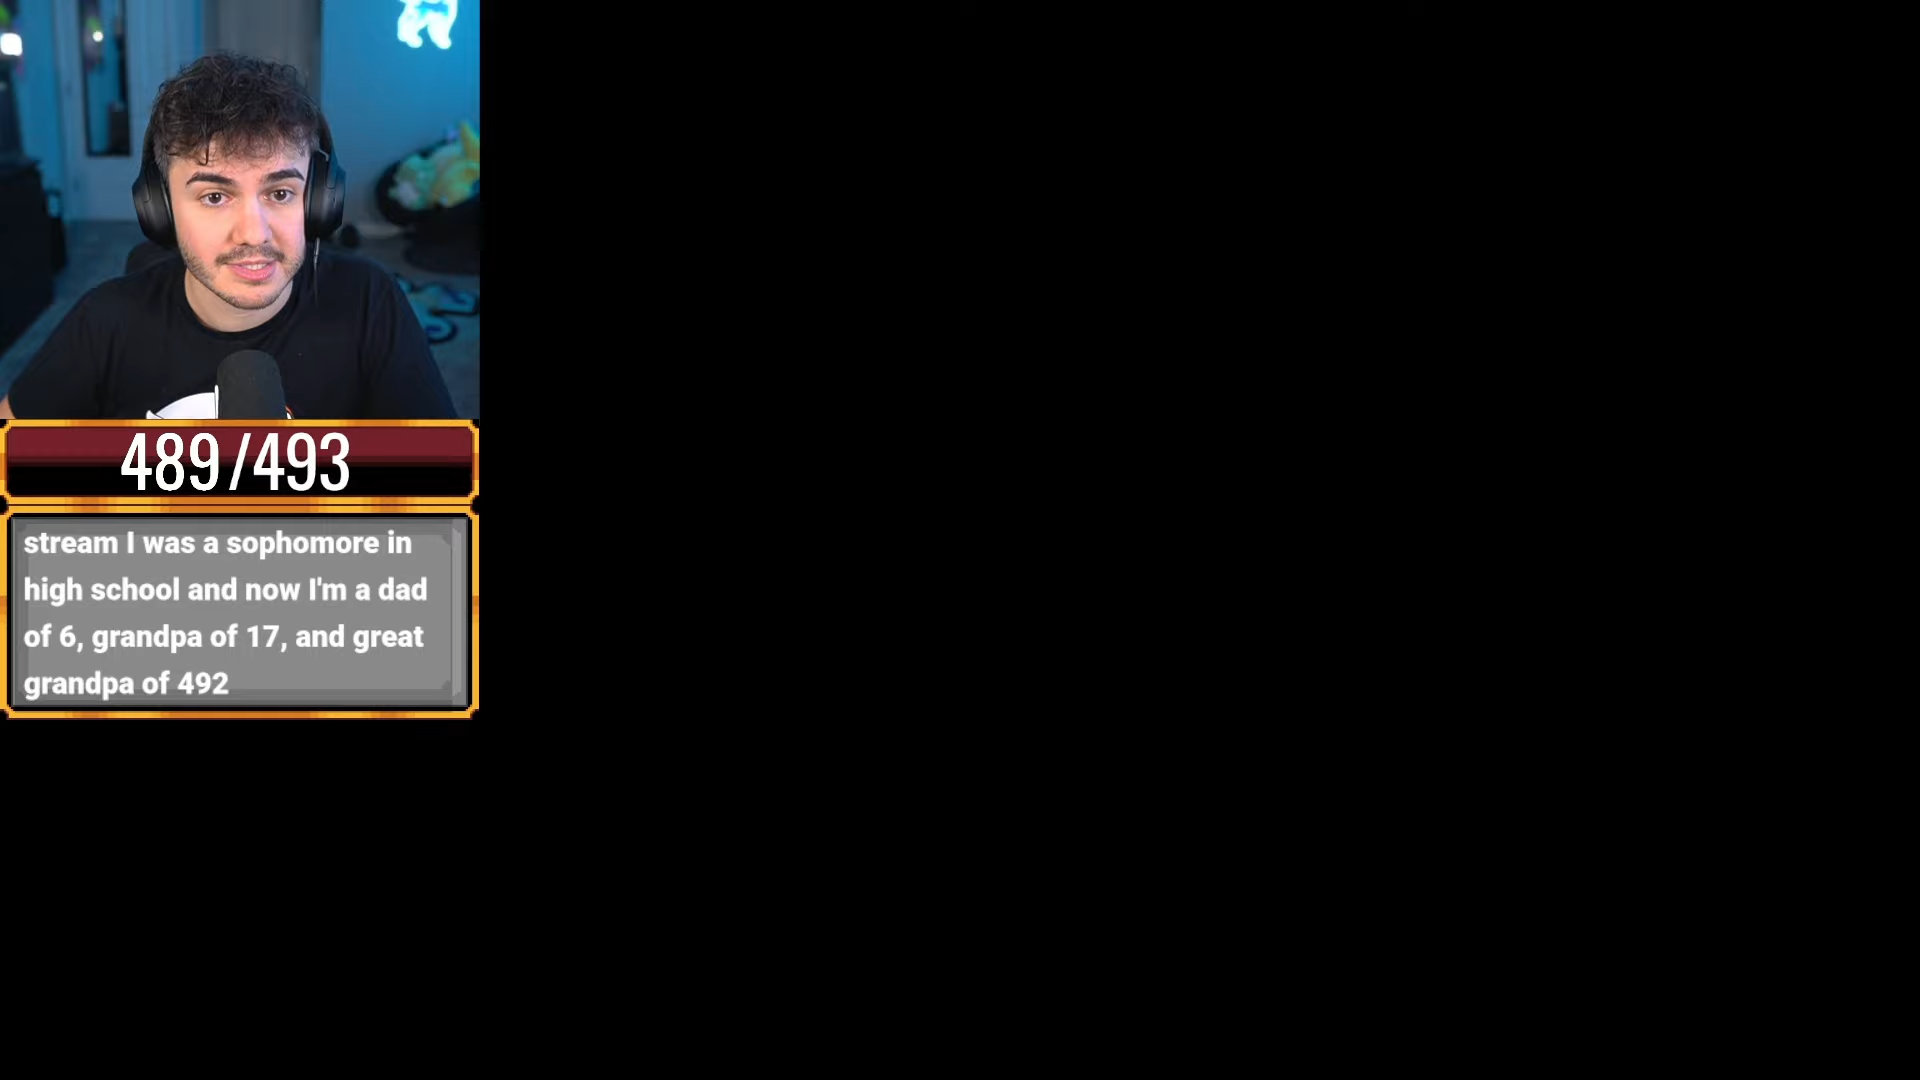 489/493
stream I was a sophomore in
high school and now I'm a dad
of 6, grandpa of 17, and great
grandpa of 492